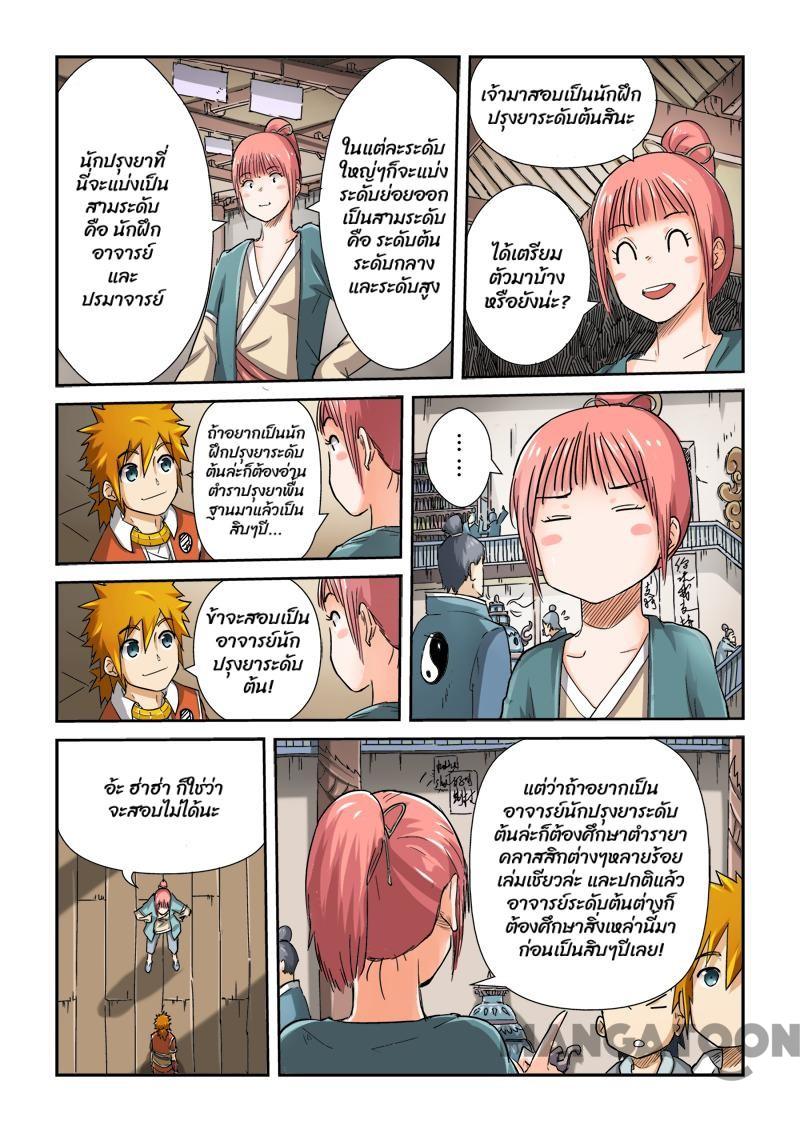 นักปรุงยาที่
นี่จะแบ่งเป็น
สามระดับ
คือ นักฝึก
อาจารย์
และ
ปรมาจารย์
ในแต่ละระดับ
ใหญ่ๆก็จะแบ่ง
ระดับย่อยออก
เป็นสามระดับ
คือ ระดับต้น
ระดับกลาง
และระดับสูง
เจ้ามาสอบเป็นนักฝึก
ปรุงยาระดับต้นสินะ
ได้เตรียม
ตัวมาบ้าง
หรือยังน่ะ?
ถ้าอยากเป็นนัก
ฝึกปรุงยาระดับ
ต้นล่ะก็ต้องอ่าน
ตำราปรุงยาพื้น
ฐานมาแล้วเป็น
สิบๆปี...
ข้าจะสอบเป็น
อาจารย์นัก
ปรุงยาระดับ
ต้น!
......
อ้ะ ฮ่าฮ่า ก็ใช่ว่า
จะสอบไม่ได้นะ
แต่ว่าถ้าอยากเป็น
อาจารย์นักปรุงยาระดับ
ต้นล่ะก็ต้องศึกษาตำรายา
คลาสสิกต่างๆหลายร้อย
เล่มเชียวล่ะ และปกติแล้ว
อาจารย์ระดับต้นต่างก็
ต้องศึกษาสิ่งเหล่านี้มา
ก่อนเป็นสิบๆปีเลย!
MANGATOON